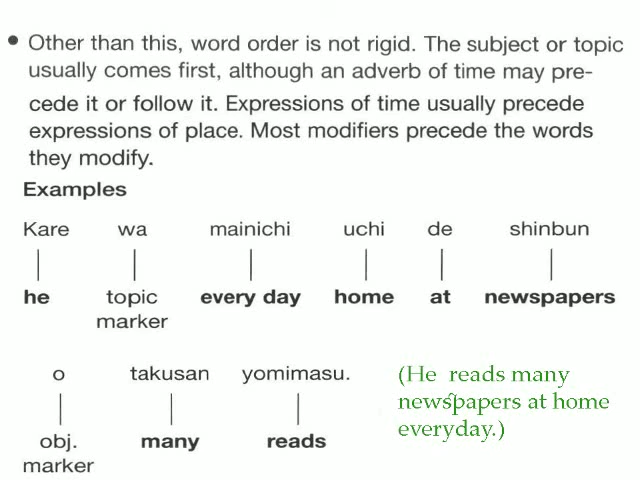 • Other than this, word order is not rigid. The subject or topic
usually comes first, although an adverb of time may pre-
cede it or follow it. Expressions of time usually precede
expressions of place. Most modifiers precede the words
they modify.
Examples
Kare wa mainichi uchi de shinbun
he topic marker every day home at newspapers
o takusan yomimasu.
obj. marker many reads
(He reads many
newspapers at home
everyday.)